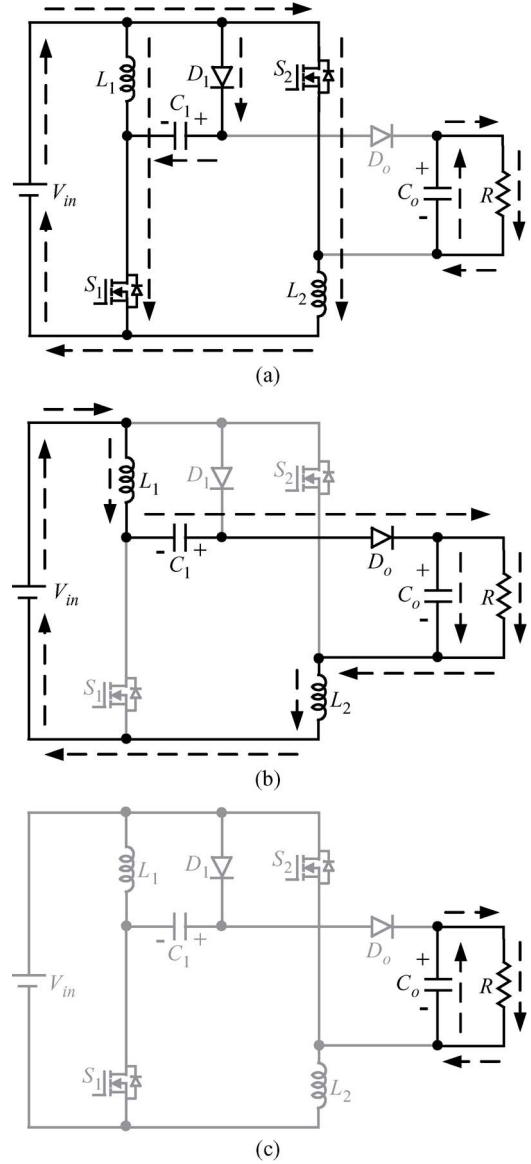 L1 D1 S2
- C1 +
Do
+
Vin Co R
-
S1 L2
(a)
L1 D1 S2
- C1 +
Do
+
Vin Co R
-
S1 L2
(b)
L1 D1 S2
- C1 +
Do
+
Vin Co R
-
S1 L2
(c)